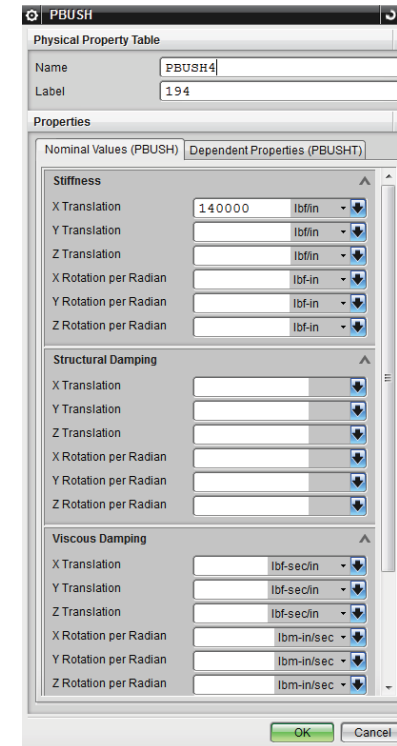 PBUSH
Physical Property Table
Name PBUSH4
Label 194
Properties
Nominal Values (PBUSH) Dependent Properties (PBUSHT)
Stiffness
X Translation 140000 lbf/in
Y Translation lbf/in
Z Translation lbf/in
X Rotation per Radian lbf-in
Y Rotation per Radian lbf-in
Z Rotation per Radian lbf-in
Structural Damping
X Translation
Y Translation
Z Translation
X Rotation per Radian
Y Rotation per Radian
Z Rotation per Radian
Viscous Damping
X Translation lbf-sec/in
Y Translation lbf-sec/in
Z Translation lbf-sec/in
X Rotation per Radian lbm-in/sec
Y Rotation per Radian lbm-in/sec
Z Rotation per Radian lbm-in/sec
OK Cancel